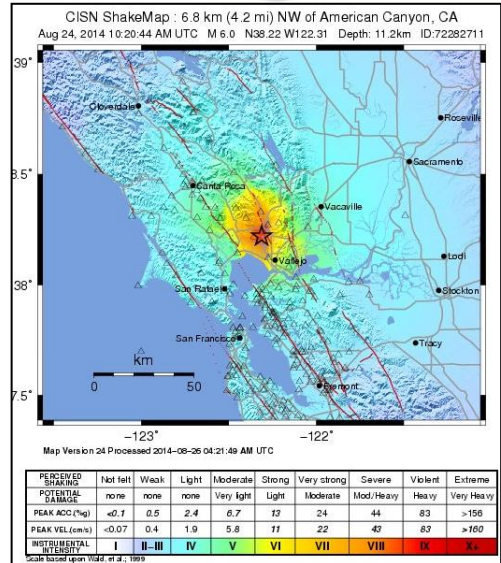 CISN ShakeMap : 6.8 km (4.2 mi) NW of American Canyon, CA
Aug 24, 2014 10:20:44 AM UTC M 6.0 N38.22 W122.31 Depth: 11.2km ID:72282711
39°
Cloverdale
Roseville
Sacramento
38.5°
Santa Rosa
Vacaville
Vallejo
Lodi
38°
San Rafael
Stockton
San Francisco
Tracy
km
0 50
Fremont
7.5°
-123° -122°
Map Version 24 Processed 2014-08-26 04:21:49 AM UTC
PERCEIVED SHAKING Not felt Weak Light Moderate Strong Very strong Severe Violent Extreme
POTENTIAL DAMAGE none none none Very light Light Moderate Mod./Heavy Heavy Very Heavy
PEAK ACC.(%g) <0.1 0.5 2.4 6.7 13 24 44 83 >156
PEAK VEL.(cm/s) <0.07 0.4 1.9 5.8 11 22 43 83 >160
INSTRUMENTAL INTENSITY I II-III IV V VI VII VIII IX X+
Scale based upon Wald, et al.; 1999